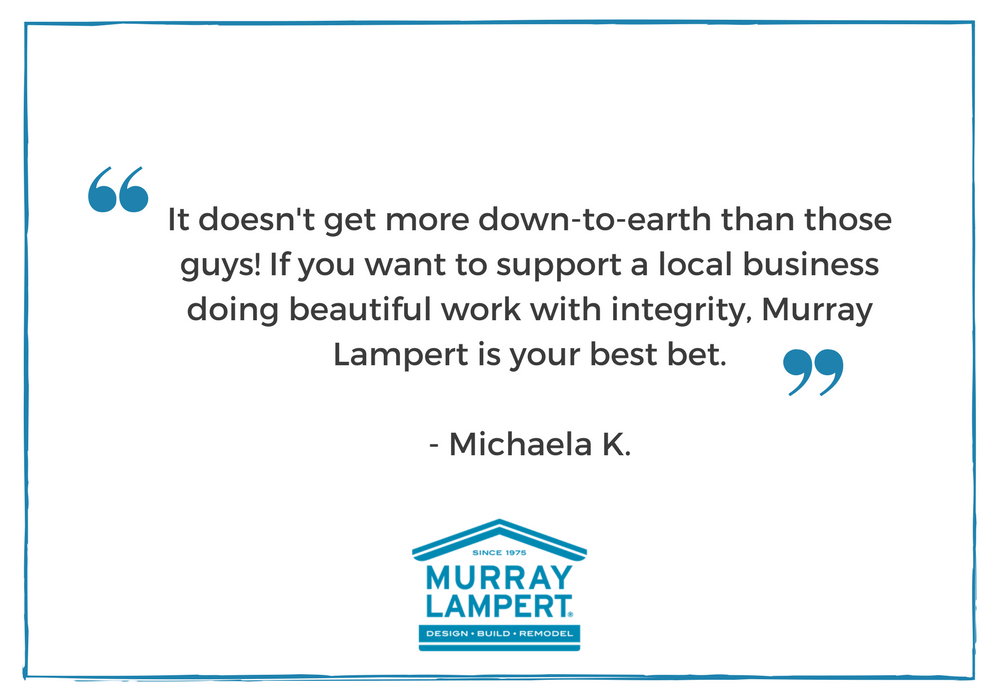 “
It doesn't get more down-to-earth than those
guys! If you want to support a local business
doing beautiful work with integrity, Murray
Lampert is your best bet.
”
- Michaela K.
SINCE 1975
MURRAY
LAMPERT®
DESIGN • BUILD • REMODEL